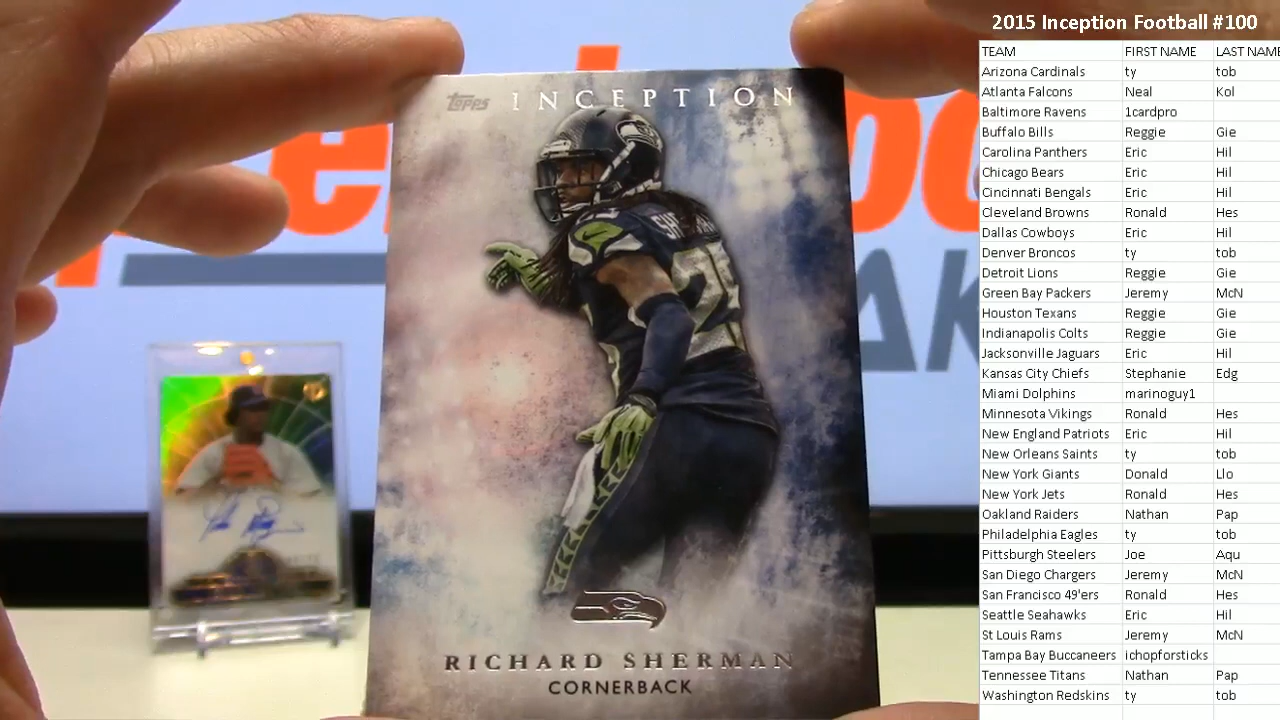 2015 Inception Football #100
TEAM FIRST NAME LAST NAME
Arizona Cardinals ty tob
Atlanta Falcons Neal Kol
Baltimore Ravens 1cardpro
Buffalo Bills Reggie Gie
Carolina Panthers Eric Hil
Chicago Bears Eric Hil
Cincinnati Bengals Eric Hil
Cleveland Browns Ronald Hes
Dallas Cowboys Eric Hil
Denver Broncos ty tob
Detroit Lions Reggie Gie
Green Bay Packers Jeremy McN
Houston Texans Reggie Gie
Indianapolis Colts Reggie Gie
Jacksonville Jaguars Eric Hil
Kansas City Chiefs Stephanie Edg
Miami Dolphins marinoguy1
Minnesota Vikings Ronald Hes
New England Patriots Eric Hil
New Orleans Saints ty tob
New York Giants Donald Llo
New York Jets Ronald Hes
Oakland Raiders Nathan Pap
Philadelphia Eagles ty tob
Pittsburgh Steelers Joe Aqu
San Diego Chargers Jeremy McN
San Francisco 49'ers Ronald Hes
Seattle Seahawks Eric Hil
St Louis Rams Jeremy McN
Tampa Bay Buccaneers ichopforsticks
Tennessee Titans Nathan Pap
Washington Redskins ty tob
Topps INCEPTION
25
RICHARD SHERMAN
CORNERBACK